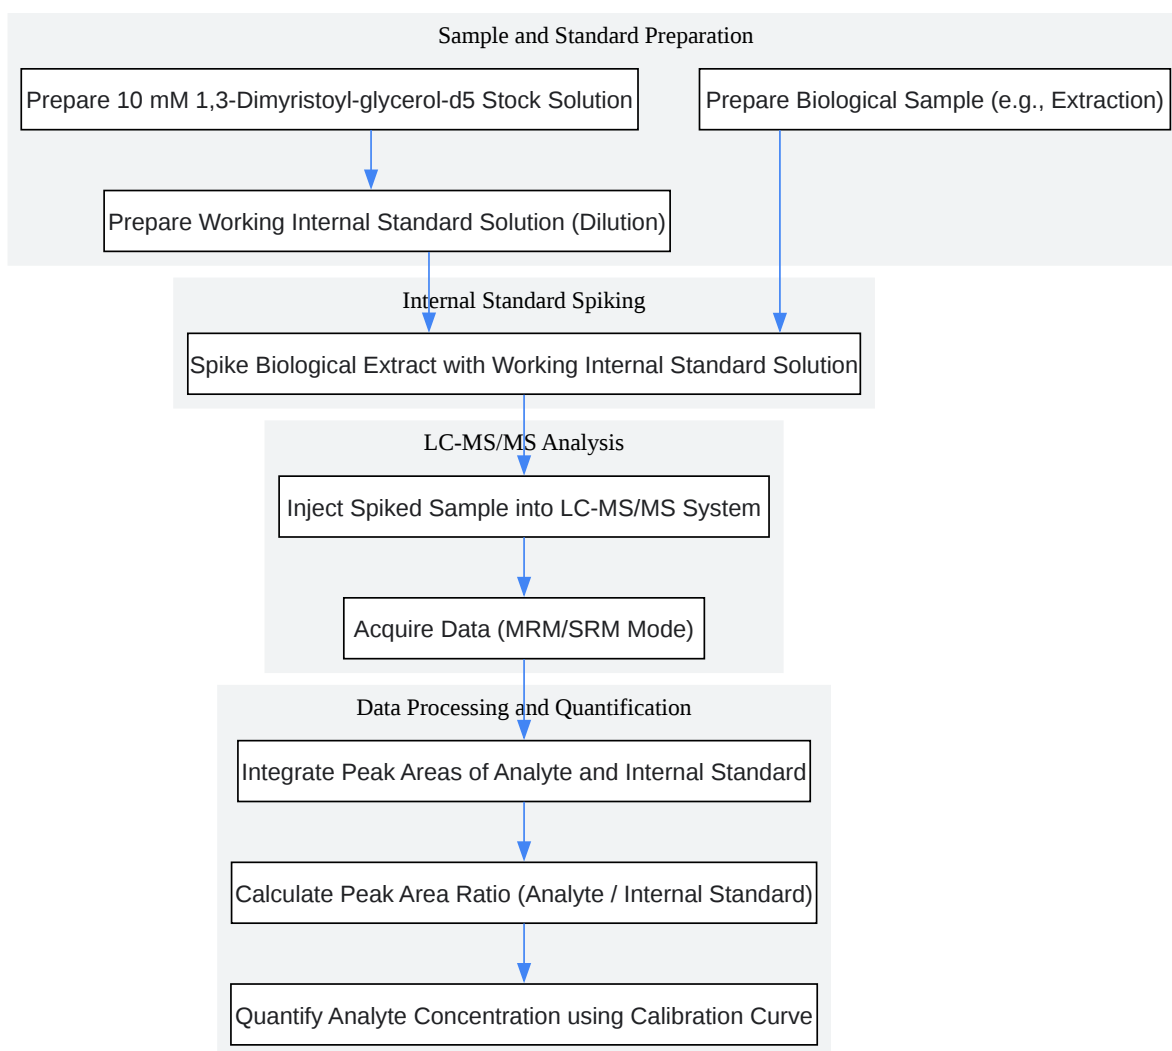 Sample and Standard Preparation
Prepare 10 mM 1,3-Dimyristoyl-glycerol-d5 Stock Solution
Prepare Biological Sample (e.g., Extraction)
Prepare Working Internal Standard Solution (Dilution)
Internal Standard Spiking
Spike Biological Extract with Working Internal Standard Solution
LC-MS/MS Analysis
Inject Spiked Sample into LC-MS/MS System
Acquire Data (MRM/SRM Mode)
Data Processing and Quantification
Integrate Peak Areas of Analyte and Internal Standard
Calculate Peak Area Ratio (Analyte / Internal Standard)
Quantify Analyte Concentration using Calibration Curve